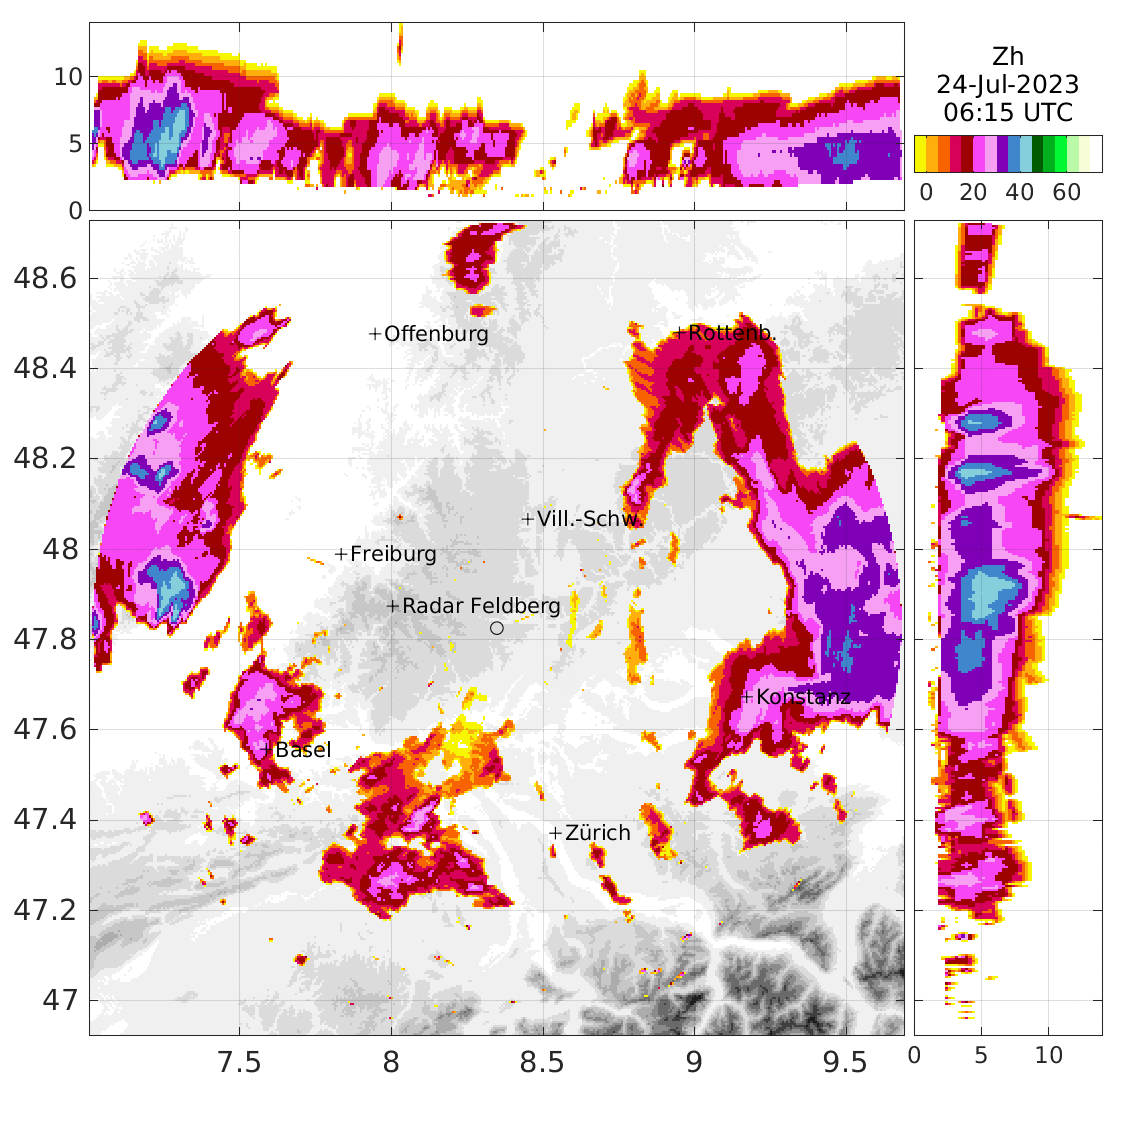 10
5
0
Zh
24-Jul-2023
06:15 UTC
0 20 40 60
48.6
48.4
48.2
48
47.8
47.6
47.4
47.2
47
+Offenburg
+Rottenb.
+Vill.-Schw.
+Freiburg
+Radar Feldberg
+Konstanz
+Basel
+Zürich
7.5 8 8.5 9 9.5
0 5 10